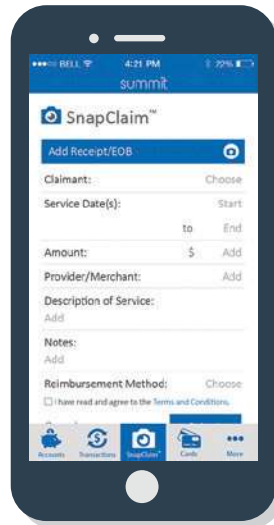 BELL 4:21 PM 22%
summit
SnapClaim™
Add Receipt/EOB
Claimant: Choose
Service Date(s): Start
to End
Amount: $ Add
Provider/Merchant: Add
Description of Service:
Add
Notes:
Add
Reimbursement Method: Choose
I have read and agree to the Terms and Conditions.
Accounts Transactions SnapClaim™ Cards More